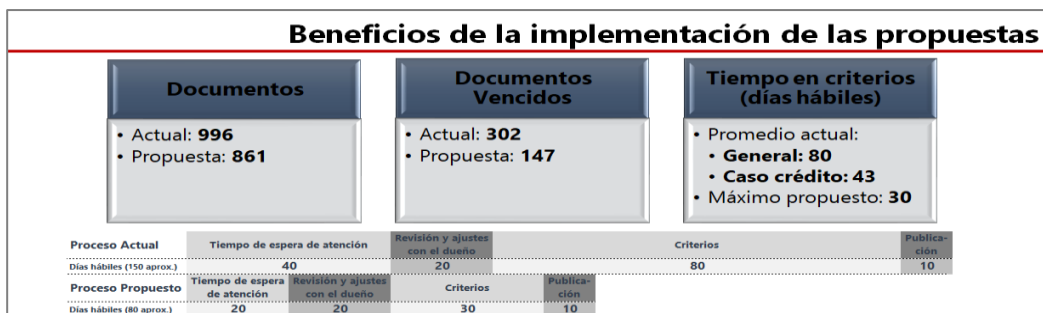 Beneficios de la implementación de las propuestas
Documentos
• Actual: 996
• Propuesta: 861
Documentos
Vencidos
• Actual: 302
• Propuesta: 147
Tiempo en criterios
(días hábiles)
• Promedio actual:
• General: 80
• Caso crédito: 43
• Máximo propuesto: 30
Proceso Actual Tiempo de espera de atención Revisión y ajustes con el dueño Criterios Publica-ción
Días hábiles (150 aprox.) 40 20 80 10
Proceso Propuesto Tiempo de espera de atención Revisión y ajustes con el dueño Criterios Publica-ción
Días hábiles (80 aprox.) 20 20 30 10